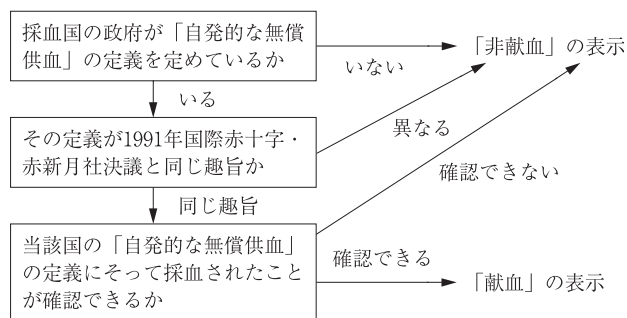 採血国の政府が「自発的な無償
供血」の定義を定めているか
いない
「非献血」の表示
いる
その定義が1991年国際赤十字・
赤新月社決議と同じ趣旨か
異なる
確認できない
同じ趣旨
当該国の「自発的な無償供血」
の定義にそって採血されたこと
が確認できるか
確認できる
「献血」の表示